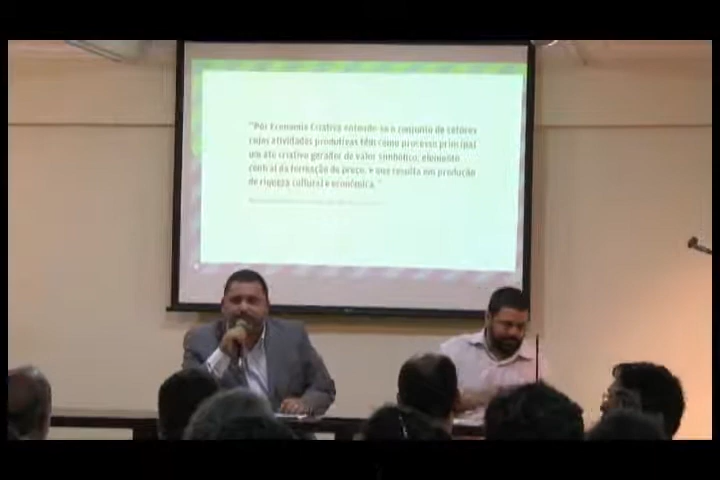 "Por Economia Criativa entende-se o conjunto de setores
cujas atividades produtivas têm como processo principal
um ato criativo gerador de valor simbólico, elemento
central da formação do preço, e que resulta em produção
de riqueza cultural e econômica."